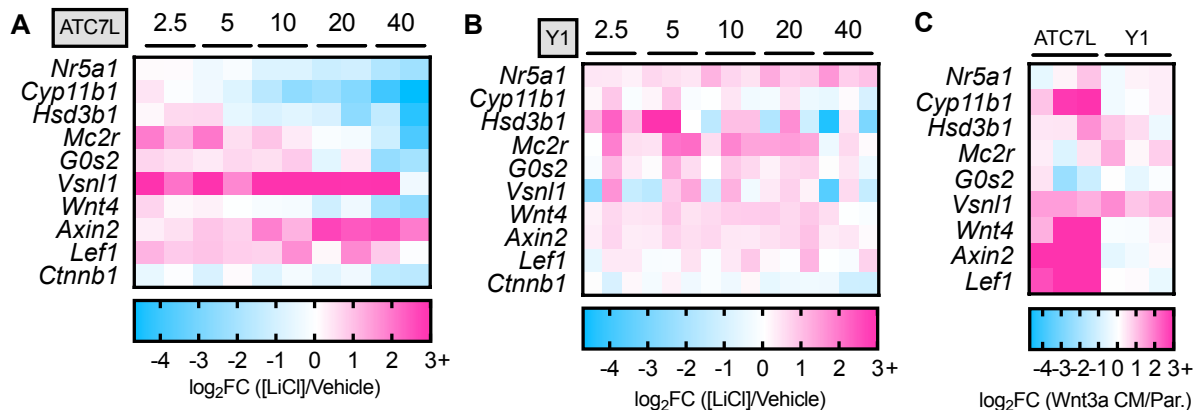 A ATC7L 2.5 5 10 20 40
Nr5a1
Cyp11b1
Hsd3b1
Mc2r
G0s2
Vsnl1
Wnt4
Axin2
Lef1
Ctnnb1
-4 -3 -2 -1 0 1 2 3+
log₂FC ([LiCl]/Vehicle)
B Y1 2.5 5 10 20 40
Nr5a1
Cyp11b1
Hsd3b1
Mc2r
G0s2
Vsnl1
Wnt4
Axin2
Lef1
Ctnnb1
-4 -3 -2 -1 0 1 2 3+
log₂FC ([LiCl]/Vehicle)
C
ATC7L Y1
Nr5a1
Cyp11b1
Hsd3b1
Mc2r
G0s2
Vsnl1
Wnt4
Axin2
Lef1
-4 -3 -2 -1 0 1 2 3+
log₂FC (Wnt3a CM/Par.)